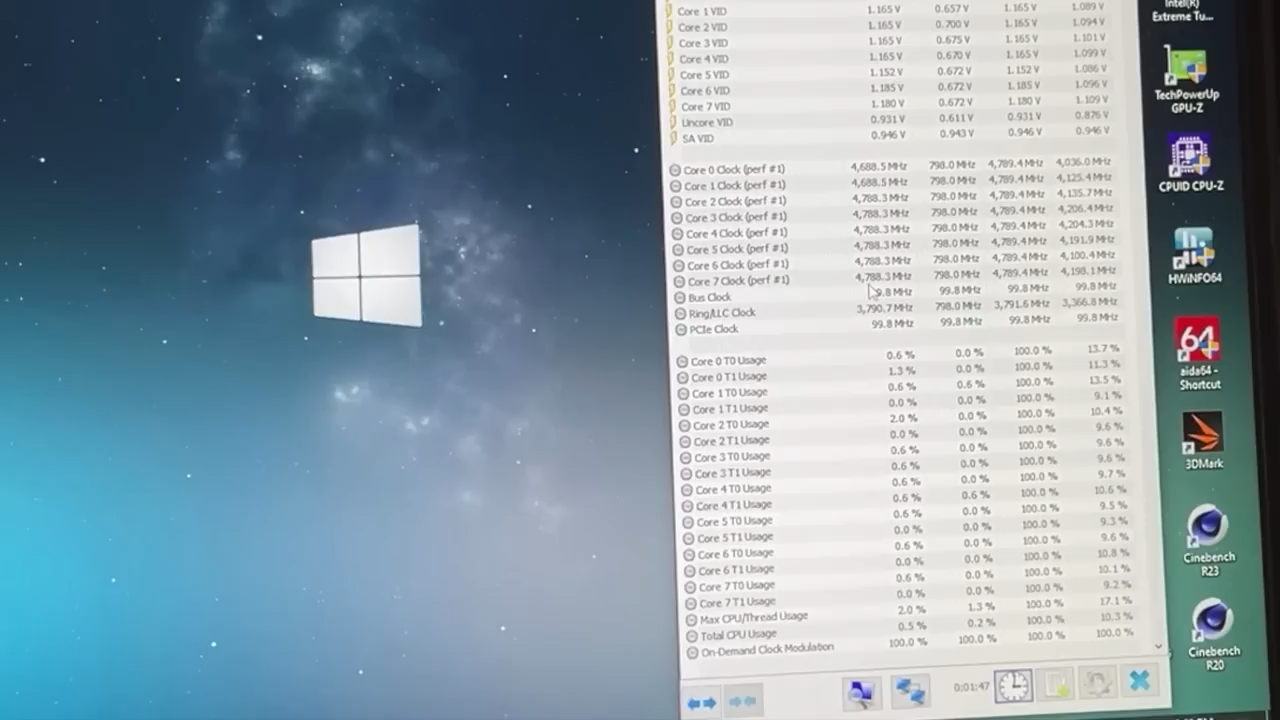 Core 1 VID 1.165 V 0.657 V 1.165 V 1.089 V
Core 2 VID 1.165 V 0.700 V 1.165 V 1.094 V
Core 3 VID 1.165 V 0.675 V 1.165 V 1.101 V
Core 4 VID 1.165 V 0.670 V 1.165 V 1.099 V
Core 5 VID 1.152 V 0.672 V 1.152 V 1.086 V
Core 6 VID 1.185 V 0.672 V 1.185 V 1.096 V
Core 7 VID 1.180 V 0.672 V 1.180 V 1.109 V
Uncore VID 0.931 V 0.611 V 0.931 V 0.876 V
SA VID 0.946 V 0.943 V 0.946 V 0.946 V
Core 0 Clock (perf #1) 4,688.5 MHz 798.0 MHz 4,789.4 MHz 4,036.0 MHz
Core 1 Clock (perf #1) 4,688.5 MHz 798.0 MHz 4,789.4 MHz 4,125.4 MHz
Core 2 Clock (perf #1) 4,788.3 MHz 798.0 MHz 4,789.4 MHz 4,135.7 MHz
Core 3 Clock (perf #1) 4,788.3 MHz 798.0 MHz 4,789.4 MHz 4,206.4 MHz
Core 4 Clock (perf #1) 4,788.3 MHz 798.0 MHz 4,789.4 MHz 4,204.3 MHz
Core 5 Clock (perf #1) 4,788.3 MHz 798.0 MHz 4,789.4 MHz 4,191.9 MHz
Core 6 Clock (perf #1) 4,788.3 MHz 798.0 MHz 4,789.4 MHz 4,100.4 MHz
Core 7 Clock (perf #1) 4,788.3 MHz 798.0 MHz 4,789.4 MHz 4,198.1 MHz
Bus Clock 99.8 MHz 99.8 MHz 99.8 MHz
Ring/LLC Clock 3,790.7 MHz 798.0 MHz 3,791.6 MHz 3,366.8 MHz
PCIe Clock 99.8 MHz 99.8 MHz 99.8 MHz 99.8 MHz
Core 0 T0 Usage 0.6 % 0.0 % 100.0 % 13.7 %
Core 0 T1 Usage 1.3 % 0.0 % 100.0 % 11.3 %
Core 1 T0 Usage 0.6 % 0.6 % 100.0 % 13.5 %
Core 1 T1 Usage 0.0 % 0.0 % 100.0 % 9.1 %
Core 2 T0 Usage 2.0 % 0.0 % 100.0 % 10.4 %
Core 2 T1 Usage 0.0 % 0.0 % 100.0 % 9.6 %
Core 3 T0 Usage 0.6 % 0.0 % 100.0 % 9.6 %
Core 3 T1 Usage 0.6 % 0.0 % 100.0 % 9.6 %
Core 4 T0 Usage 0.6 % 0.0 % 100.0 % 9.7 %
Core 4 T1 Usage 0.6 % 0.6 % 100.0 % 10.6 %
Core 5 T0 Usage 0.6 % 0.0 % 100.0 % 9.5 %
Core 5 T1 Usage 0.0 % 0.0 % 100.0 % 9.3 %
Core 6 T0 Usage 0.6 % 0.0 % 100.0 % 9.6 %
Core 6 T1 Usage 0.0 % 0.0 % 100.0 % 10.8 %
Core 7 T0 Usage 0.6 % 0.0 % 100.0 % 10.1 %
Core 7 T1 Usage 0.0 % 0.0 % 100.0 % 9.2 %
Max CPU/Thread Usage 2.0 % 1.3 % 100.0 % 17.1 %
Total CPU Usage 0.5 % 0.2 % 100.0 % 10.3 %
On-Demand Clock Modulation 100.0 % 100.0 % 100.0 % 100.0 %
0:01:47
Intel(R)
Extreme Tu...
TechPowerUp
GPU-Z
CPUID CPU-Z
HWiNFO64
64
aida64 -
Shortcut
3DMark
Cinebench
R23
Cinebench
R20